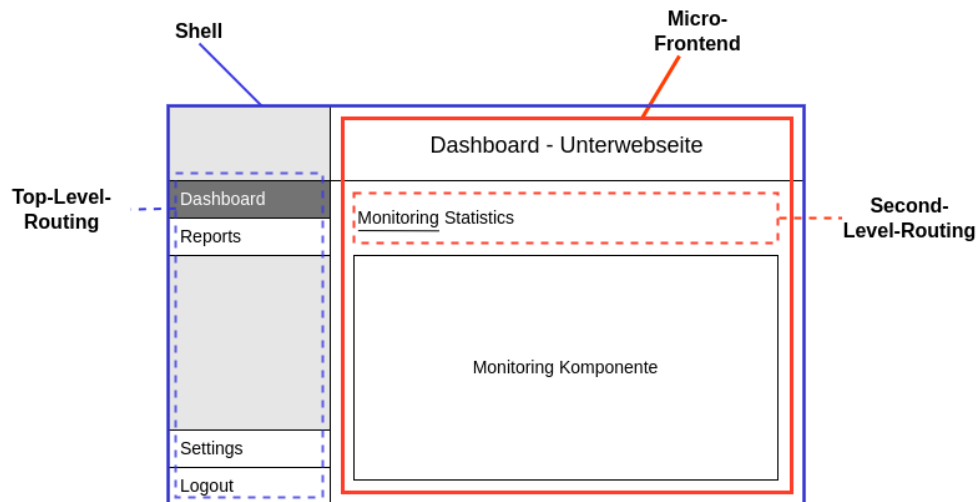 Shell
Micro-
Frontend
Dashboard - Unterwebseite
Top-Level-
Routing
Dashboard
Reports
Monitoring Statistics
Second-
Level-Routing
Monitoring Komponente
Settings
Logout